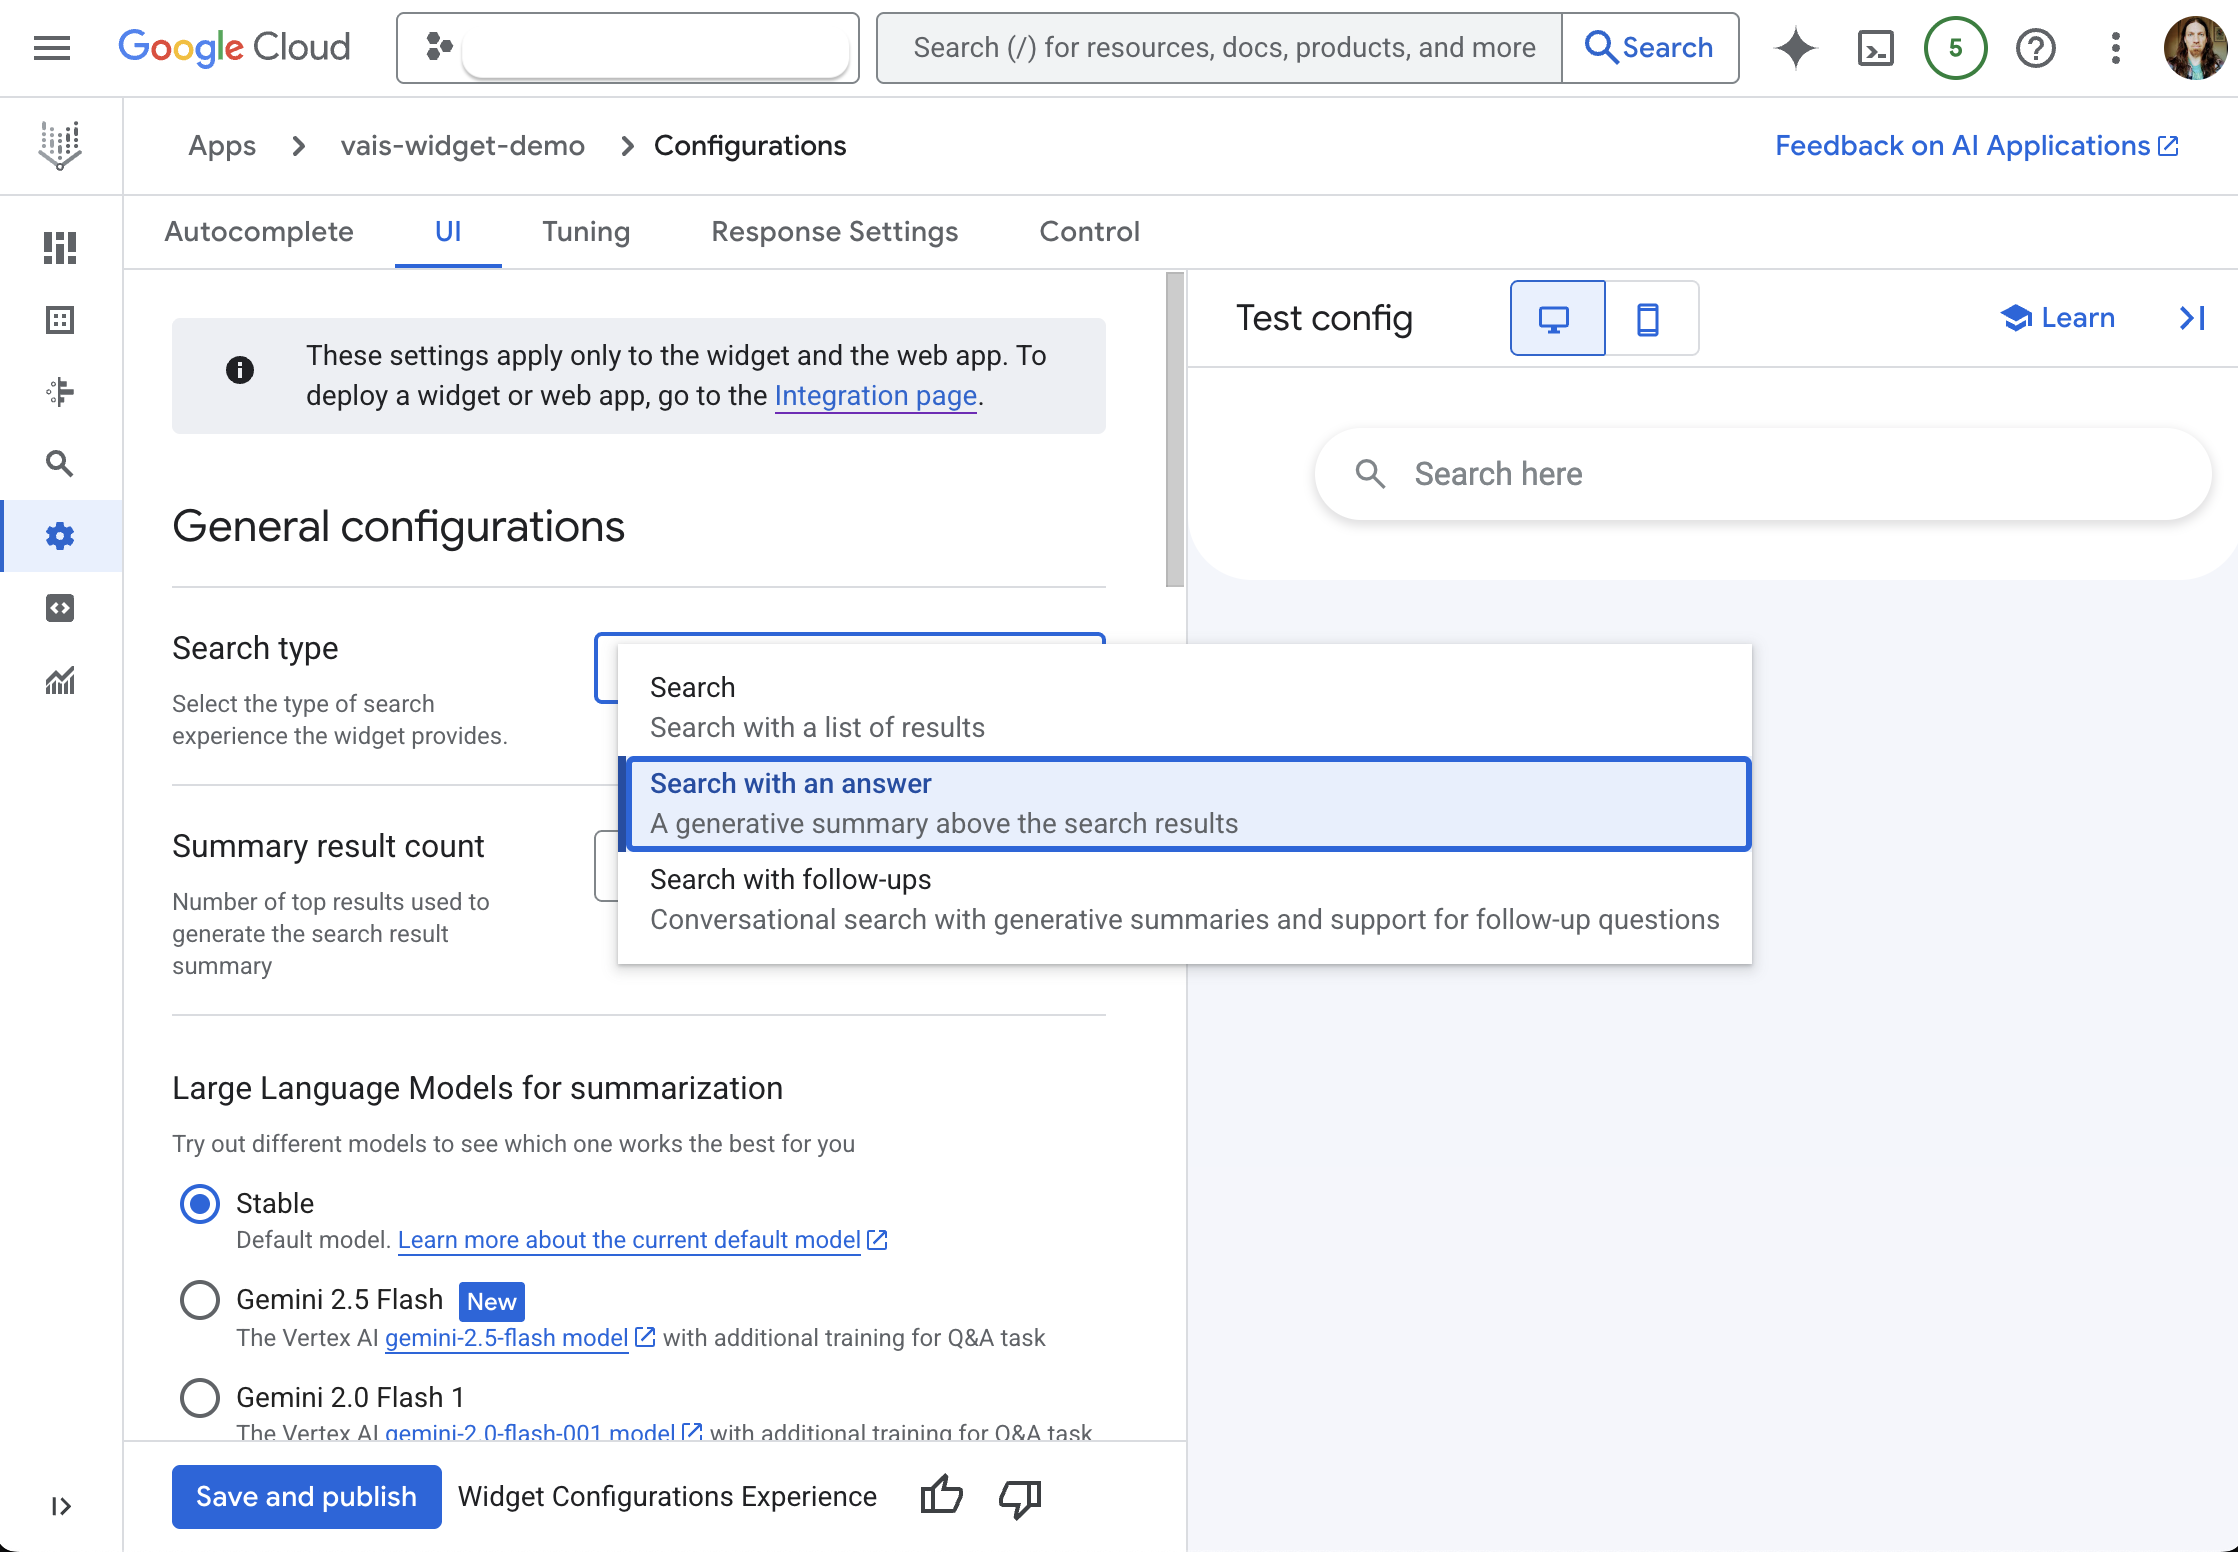 Google Cloud
Search (/) for resources, docs, products, and more
Search
5
Apps
vais-widget-demo
Configurations
Feedback on AI Applications
Autocomplete
UI
Tuning
Response Settings
Control
These settings apply only to the widget and the web app. To
deploy a widget or web app, go to the Integration page.
Test config
Learn
Search here
General configurations
Search type
Select the type of search
experience the widget provides.
Search
Search with a list of results
Search with an answer
A generative summary above the search results
Search with follow-ups
Conversational search with generative summaries and support for follow-up questions
Summary result count
Number of top results used to
generate the search result
summary
Large Language Models for summarization
Try out different models to see which one works the best for you
Stable
Default model. Learn more about the current default model
Gemini 2.5 Flash New
The Vertex AI gemini-2.5-flash model with additional training for Q&A task
Gemini 2.0 Flash 1
The Vertex AI gemini-2.0-flash-001 model with additional training for Q&A task
Save and publish
Widget Configurations Experience